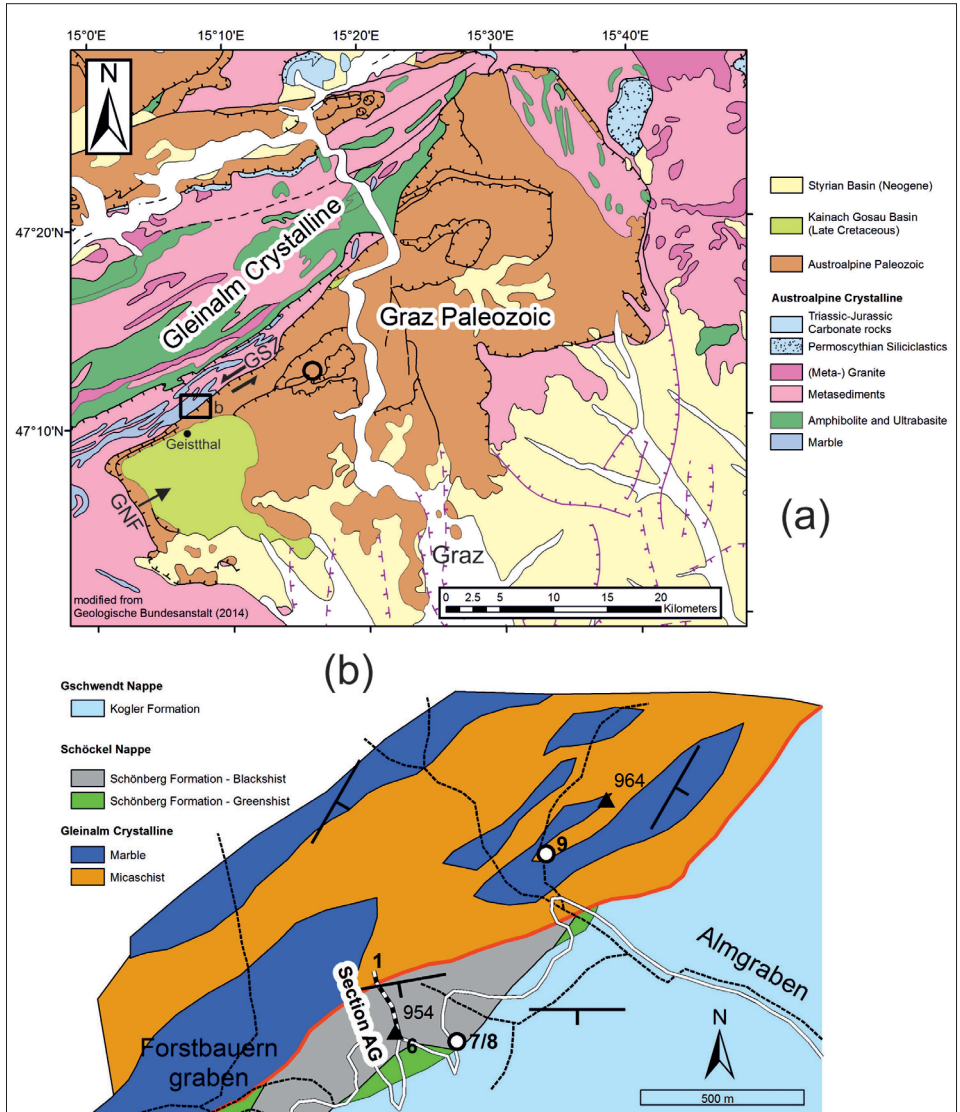 15°0'E
15°10'E
15°20'E
15°30'E
15°40'E
N
47°20'N
47°10'N
Gleinalm Crystalline
Graz Paleozoic
GS
b
Geistthal
GNF
Graz
modified from
Geologische Bundesanstalt (2014)
0 2.5 5 10 15 20
Kilometers
Styrian Basin (Neogene)
Kainach Gosau Basin
(Late Cretaceous)
Austroalpine Paleozoic
Austroalpine Crystalline
Triassic-Jurassic
Carbonate rocks
Permoscythian Siliciclastics
(Meta-) Granite
Metasediments
Amphibolite and Ultrabasite
Marble
(a)
(b)
Gschwendt Nappe
Kogler Formation
Schöckel Nappe
Schönberg Formation - Blackshist
Schönberg Formation - Greenshist
Gleinalm Crystalline
Marble
Micaschist
964
9
Almgraben
1
Section AG
954
6
7/8
Forstbauern
graben
N
500 m